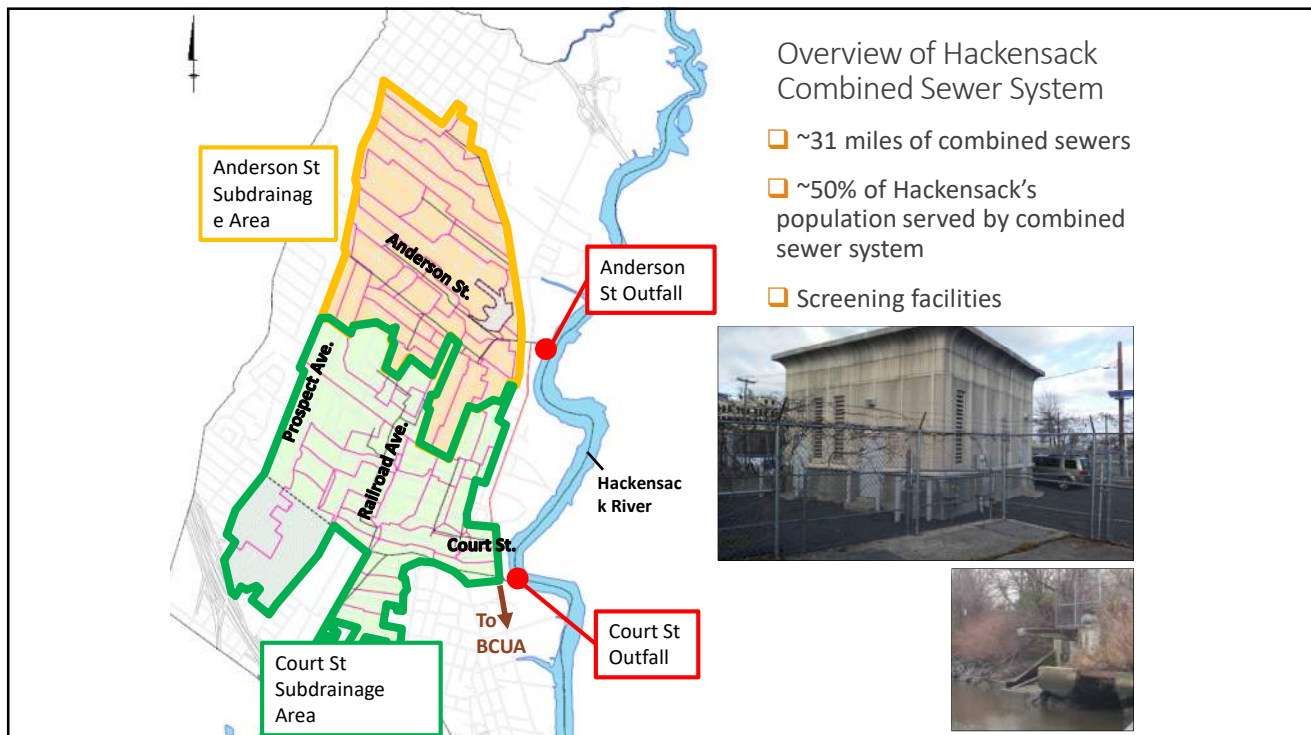 Overview of Hackensack
Combined Sewer System
❑ ~31 miles of combined sewers
❑ ~50% of Hackensack’s
population served by combined
sewer system
❑ Screening facilities
Anderson St
Subdrainag
e Area
Anderson St.
Anderson
St Outfall
Prospect Ave.
Railroad Ave.
Hackensac
k River
Court St.
To
BCUA
Court St
Outfall
Court St
Subdrainage
Area